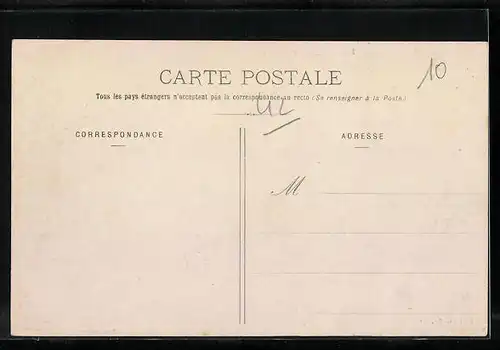 CARTE POSTALE
10
Tous les pays étrangers n'acceptent pas la correspondance au recto (Se renseigner à la Poste.)
CORRESPONDANCE
ADRESSE
M